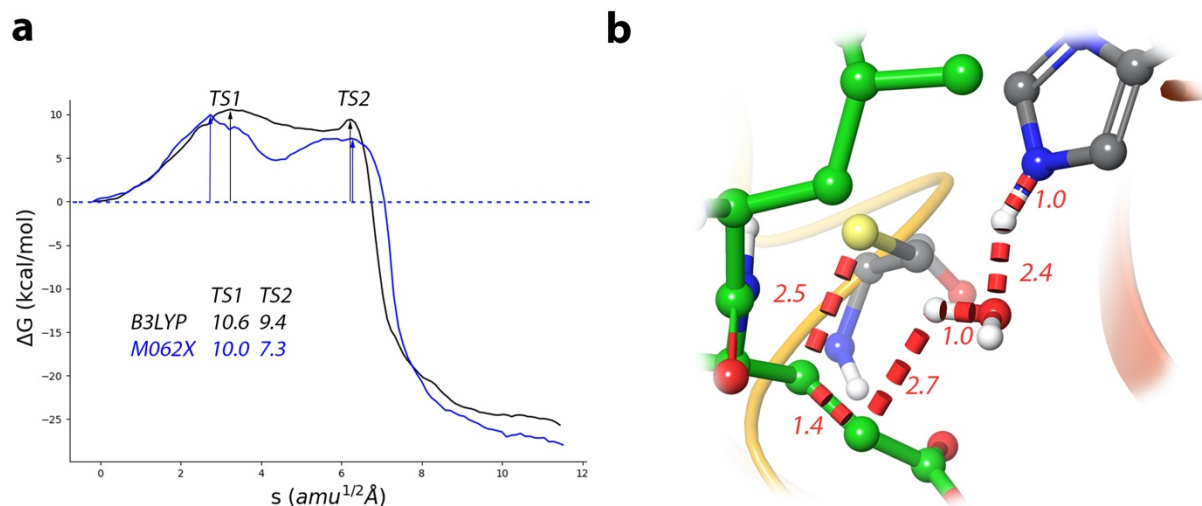 a
TS1 TS2
10
5
0
−5
−10
−15
−20
−25
ΔG (kcal/mol)
TS1 TS2
B3LYP 10.6 9.4
M062X 10.0 7.3
0 2 4 6 8 10 12
s (amu1/2Å)
b
1.0
2.4
2.5
1.0
2.7
1.4